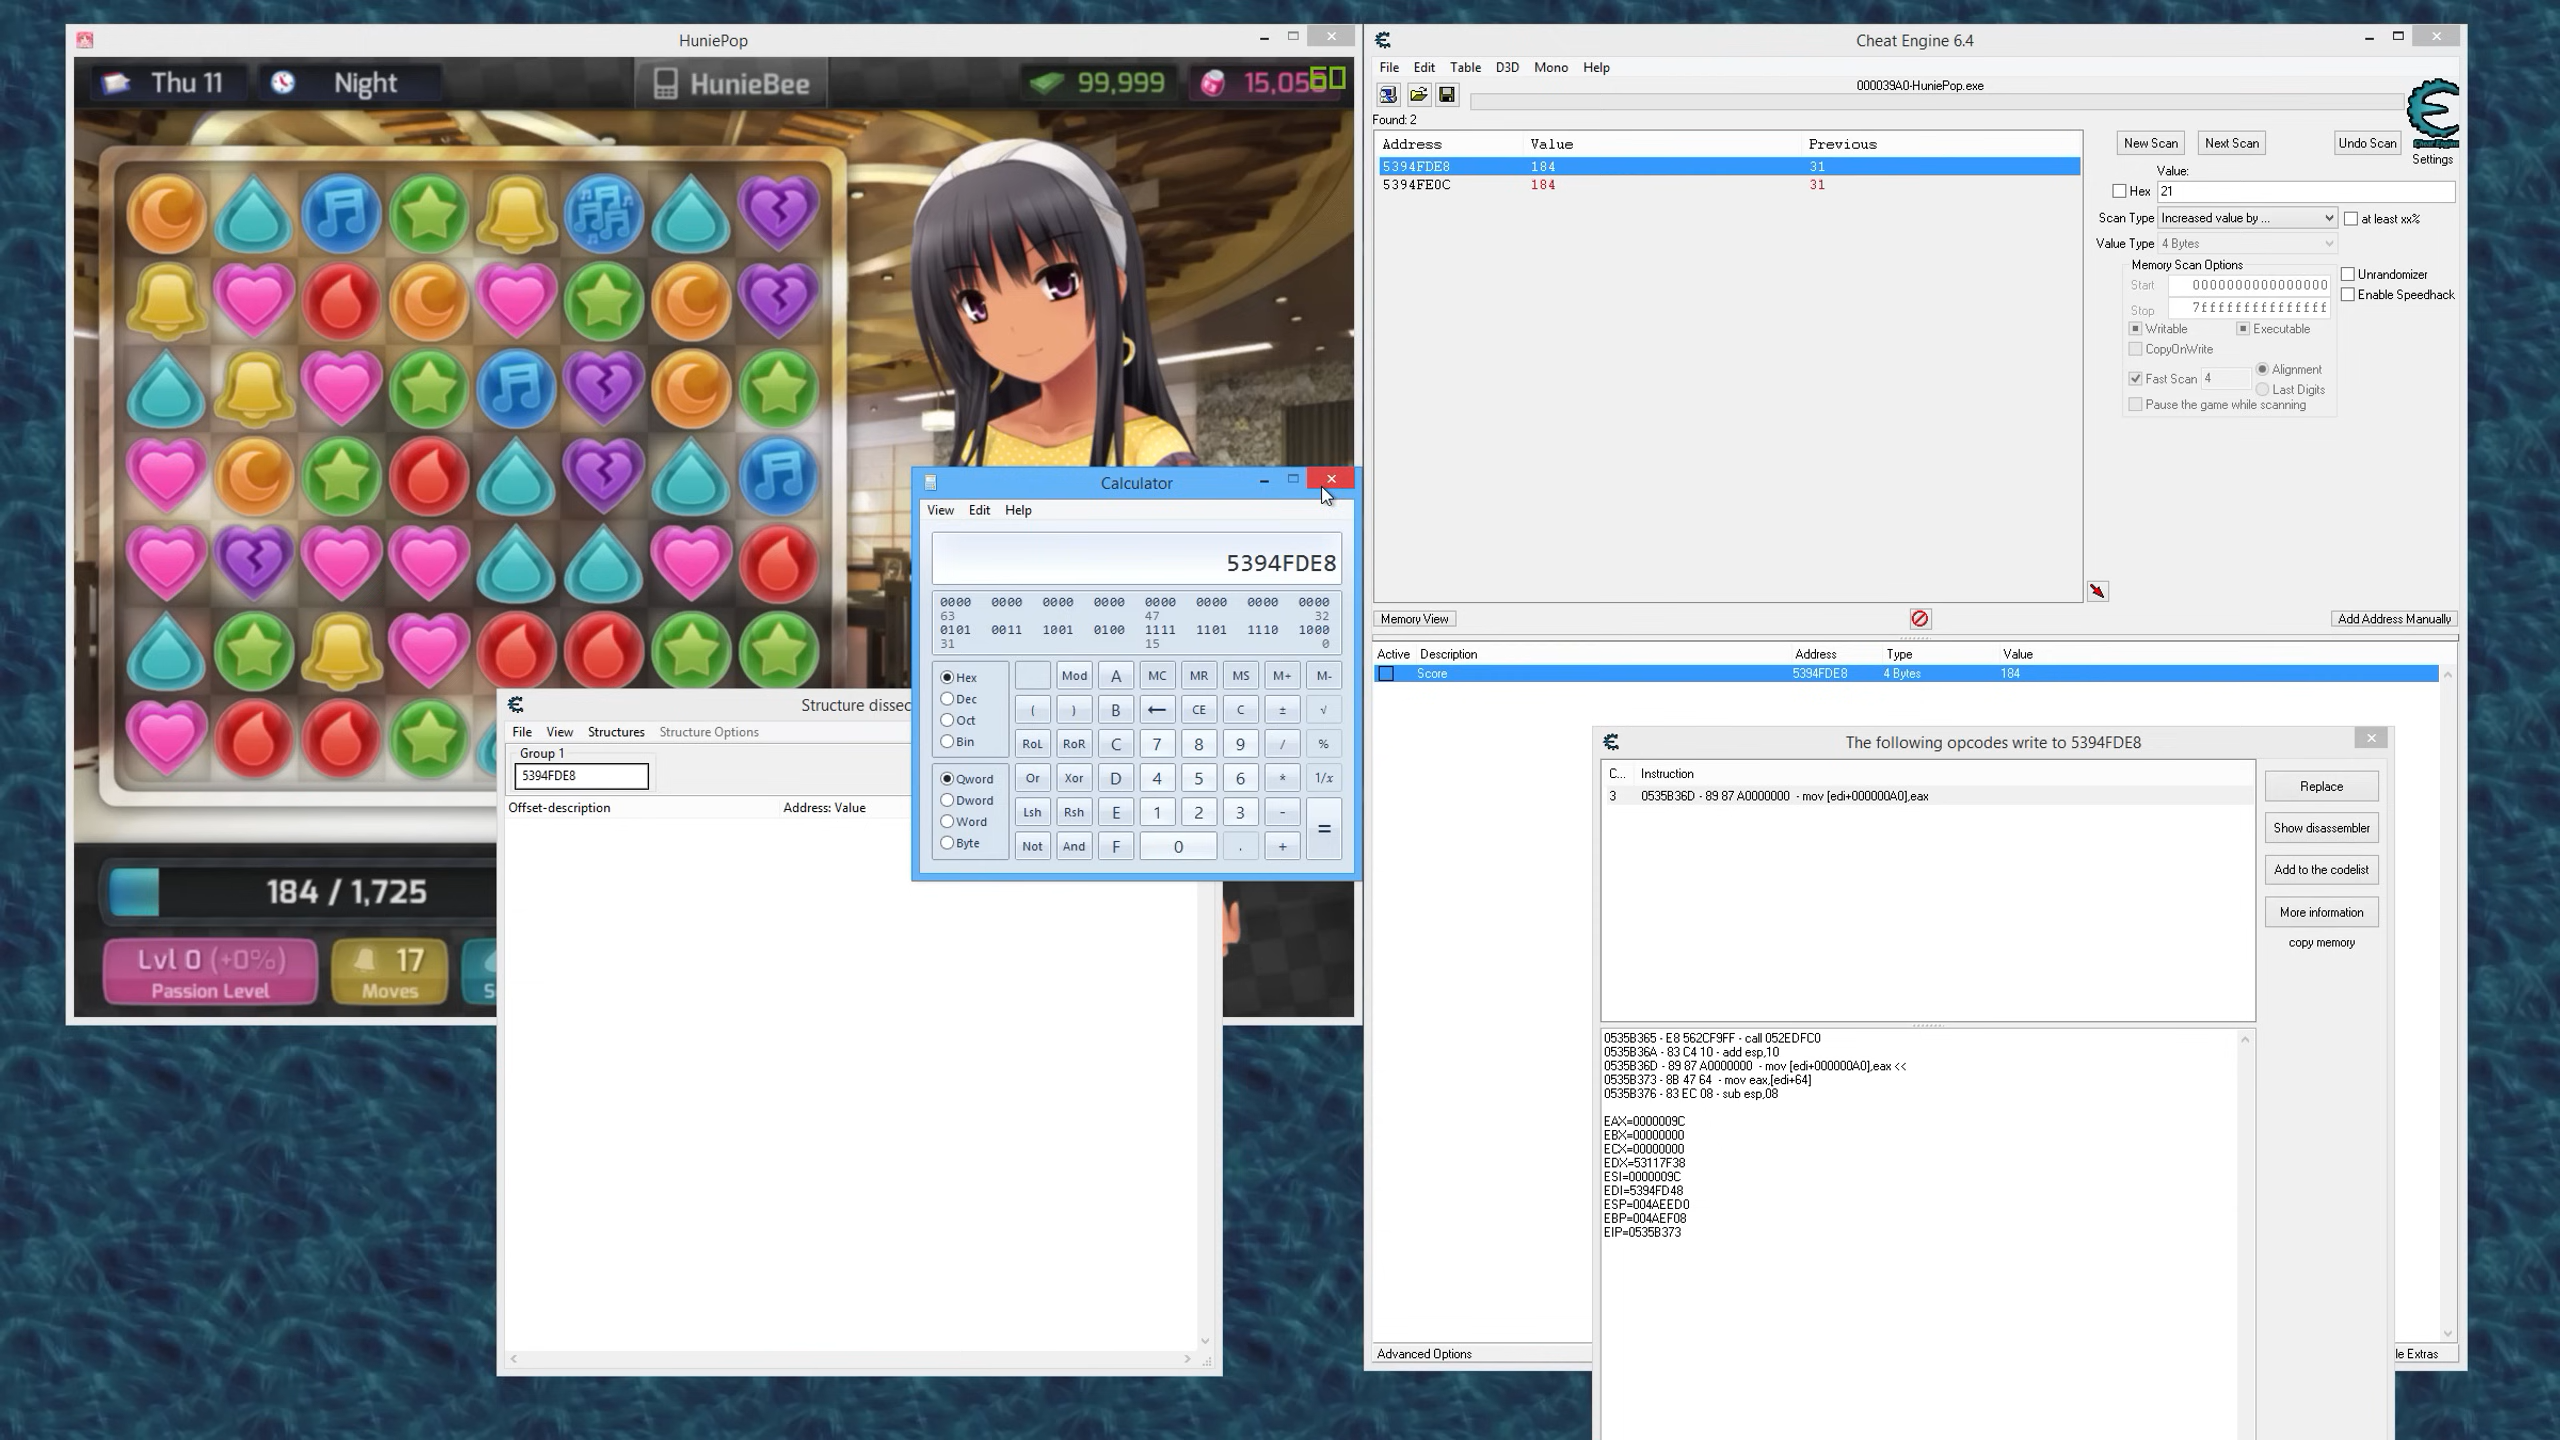 HuniePop
Thu 11
Night
HunieBee
99,999
15,05
60
184 / 1,725
Lvl 0 (+0%)
Passion Level
17
Moves
S
Cheat Engine 6.4
File Edit Table D3D Mono Help
000039A0-HuniePop.exe
Found: 2
Address Value Previous
5394FDE8 184 31
5394FE0C 184 31
New Scan Next Scan Undo Scan
Cheat Engine
Settings
Value:
Hex 21
Scan Type Increased value by ... at least xx%
Value Type 4 Bytes
Memory Scan Options
Start 0000000000000000
Stop 7fffffffffffffff
Writable Executable
CopyOnWrite
Fast Scan 4 Alignment
Last Digits
Pause the game while scanning
Unrandomizer
Enable Speedhack
Memory View
Add Address Manually
Active Description Address Type Value
Score 5394FDE8 4 Bytes 184
Advanced Options
le Extras
Calculator
View Edit Help
5394FDE8
0000 0000 0000 0000 0000 0000 0000 0000
63 47 32
0101 0011 1001 0100 1111 1101 1110 1000
31 15 0
Hex Mod A MC MR MS M+ M-
Dec ( ) B ← CE C ± √
Oct
Bin RoL RoR C 7 8 9 / %
Qword Or Xor D 4 5 6 * 1/x
Dword
Word Lsh Rsh E 1 2 3 - =
Byte Not And F 0 . +
Structure dissec
File View Structures Structure Options
Group 1
5394FDE8
Offset-description Address: Value
The following opcodes write to 5394FDE8
C... Instruction
3 0535B36D - 89 87 A0000000 - mov [edi+000000A0],eax
Replace
Show disassembler
Add to the codelist
More information
copy memory
0535B365 - E8 562CF9FF - call 052EDFC0
0535B36A - 83 C4 10 - add esp,10
0535B36D - 89 87 A0000000 - mov [edi+000000A0],eax <<
0535B373 - 8B 47 64 - mov eax,[edi+64]
0535B376 - 83 EC 08 - sub esp,08
EAX=0000009C
EBX=00000000
ECX=00000000
EDX=53117F38
ESI=0000009C
EDI=5394FD48
ESP=004AEED0
EBP=004AEF08
EIP=0535B373